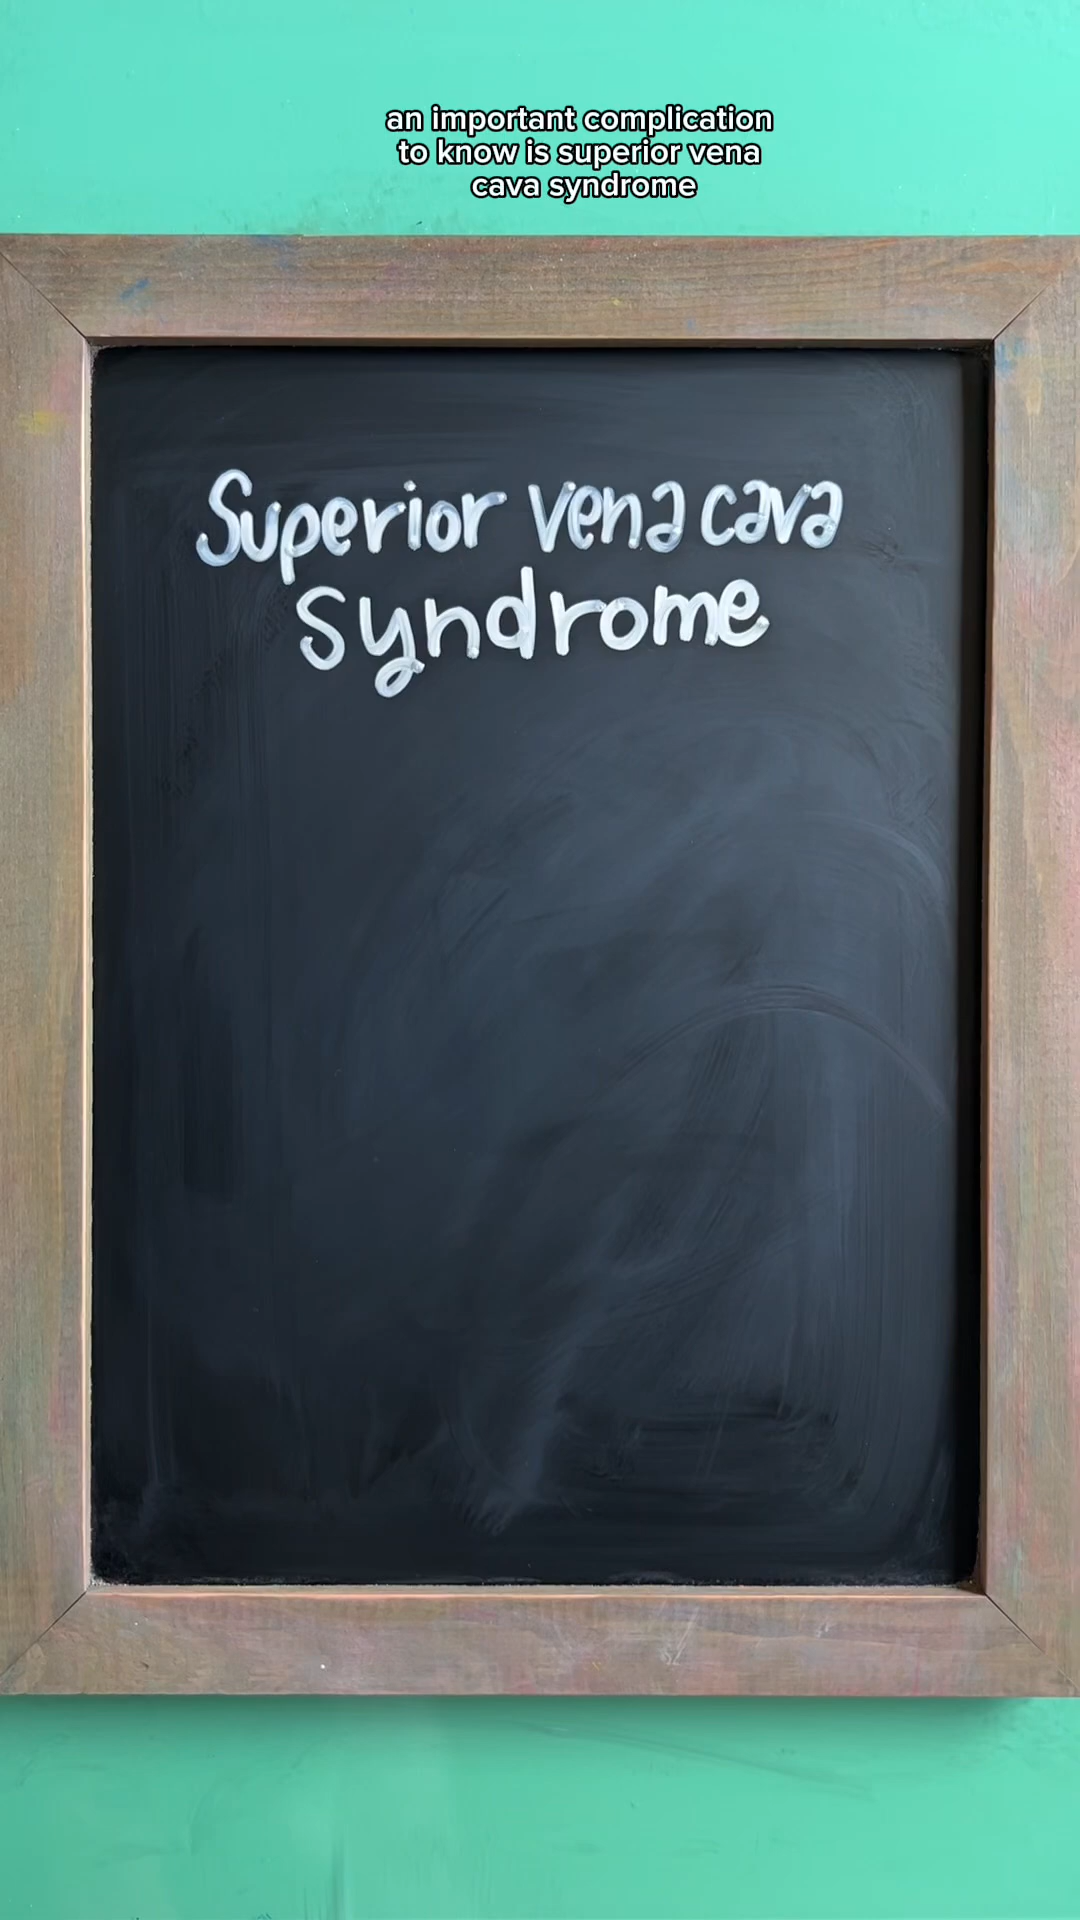 an important complication
to know is superior vena
cava syndrome
Superior vena cava
syndrome